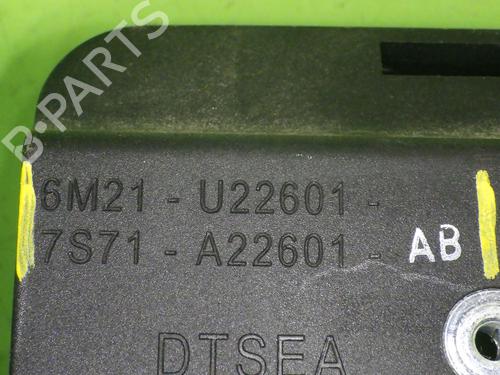 B-PARTS
6M21 - U22601 -
7S71 - A22601 - AB
DTSEA